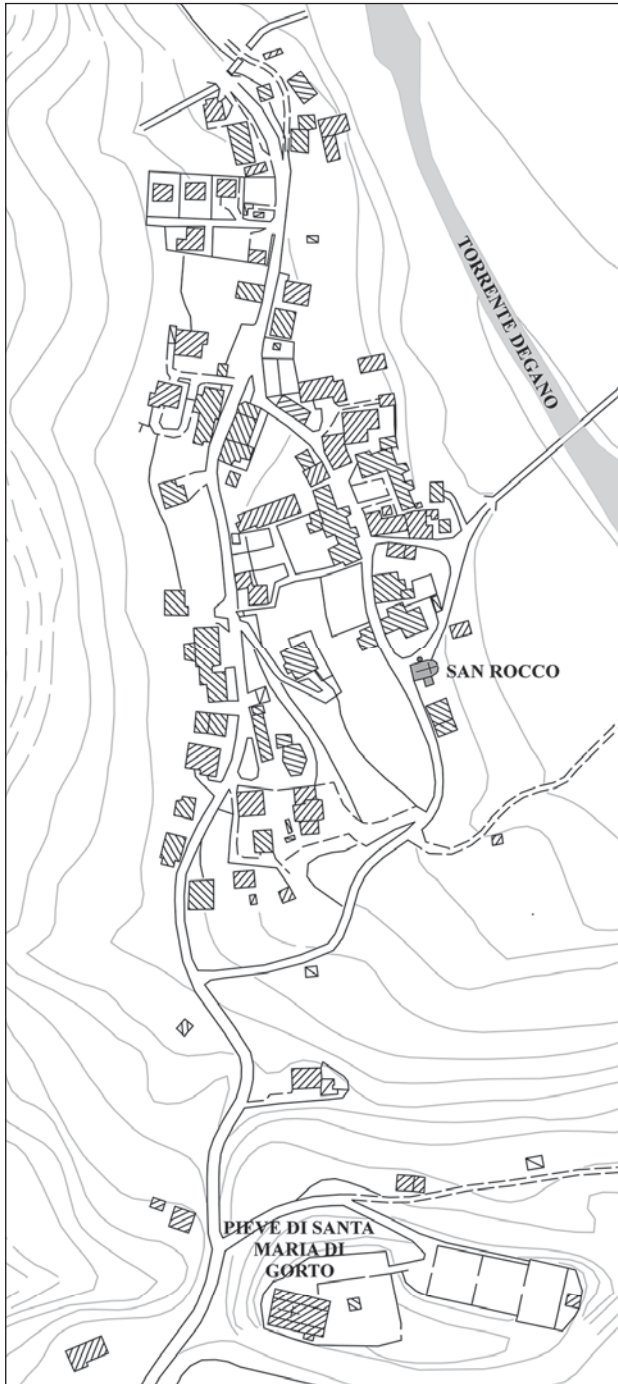 TORRENTE DEGANO
SAN ROCCO
PIEVE DI SANTA
MARIA DI
GORTO